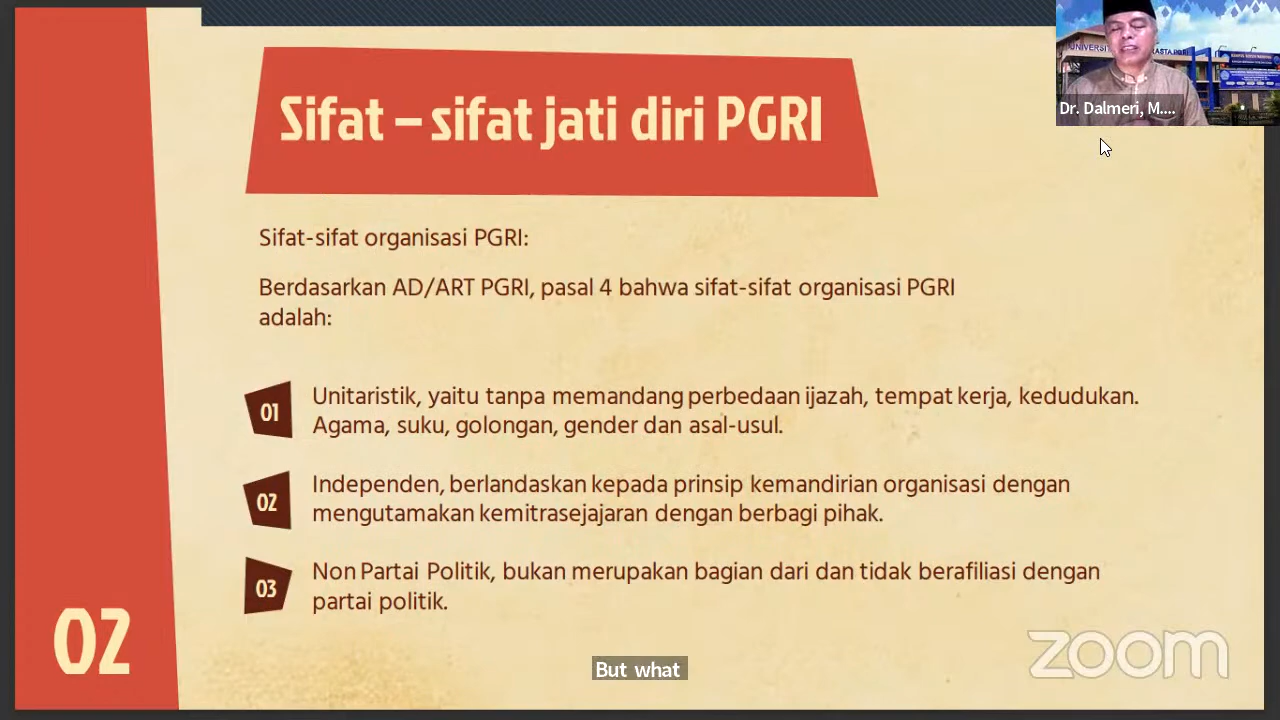 Sifat – sifat jati diri PGRI
Dr. Dalmeri, M....
Sifat-sifat organisasi PGRI:
Berdasarkan AD/ART PGRI, pasal 4 bahwa sifat-sifat organisasi PGRI
adalah:
01
Unitaristik, yaitu tanpa memandang perbedaan ijazah, tempat kerja, kedudukan.
Agama, suku, golongan, gender dan asal-usul.
02
Independen, berlandaskan kepada prinsip kemandirian organisasi dengan
mengutamakan kemitrasejajaran dengan berbagi pihak.
03
Non Partai Politik, bukan merupakan bagian dari dan tidak berafiliasi dengan
partai politik.
02
zoom
But what